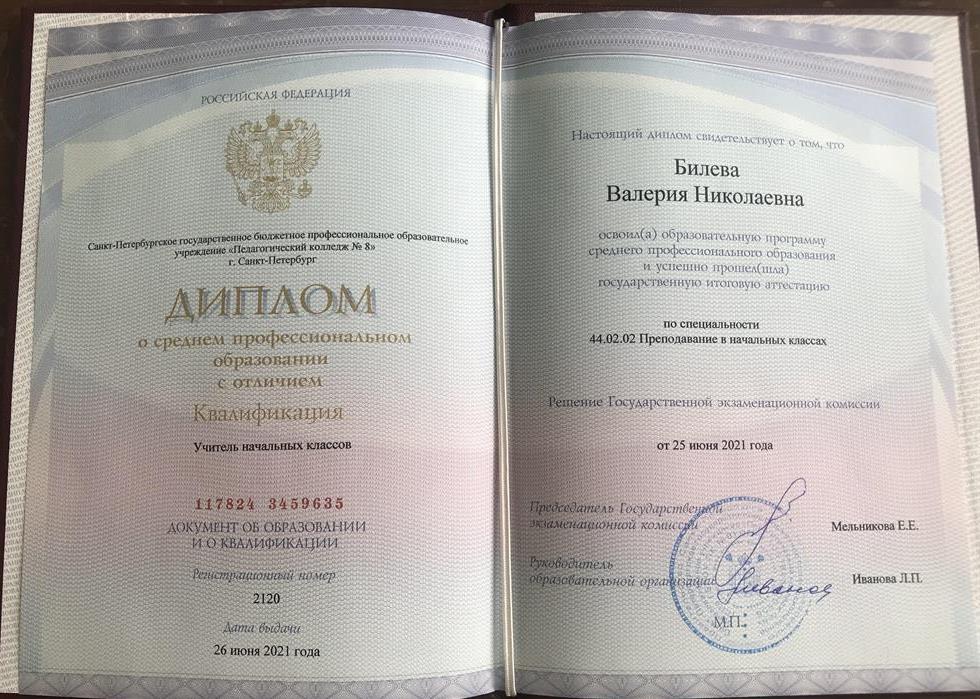 РОССИЙСКАЯ ФЕДЕРАЦИЯ
Санкт-Петербургское государственное бюджетное профессиональное образовательное
учреждение «Педагогический колледж № 8»
г. Санкт-Петербург
ДИПЛОМ
о среднем профессиональном
образовании
с отличием
Квалификация
Учитель начальных классов
117824 3459635
ДОКУМЕНТ ОБ ОБРАЗОВАНИИ
И О КВАЛИФИКАЦИИ
Регистрационный номер
2120
Дата выдачи
26 июня 2021 года
Настоящий диплом свидетельствует о том, что
Билева
Валерия Николаевна
освоил(а) образовательную программу
среднего профессионального образования
и успешно прошел(шла)
государственную итоговую аттестацию
по специальности
44.02.02 Преподавание в начальных классах
Решение Государственной экзаменационной комиссии
от 25 июня 2021 года
Председатель Государственной
экзаменационной комиссии
Мельникова Е.Е.
Руководитель
образовательной организации
Иванова Л.П.
М.П.